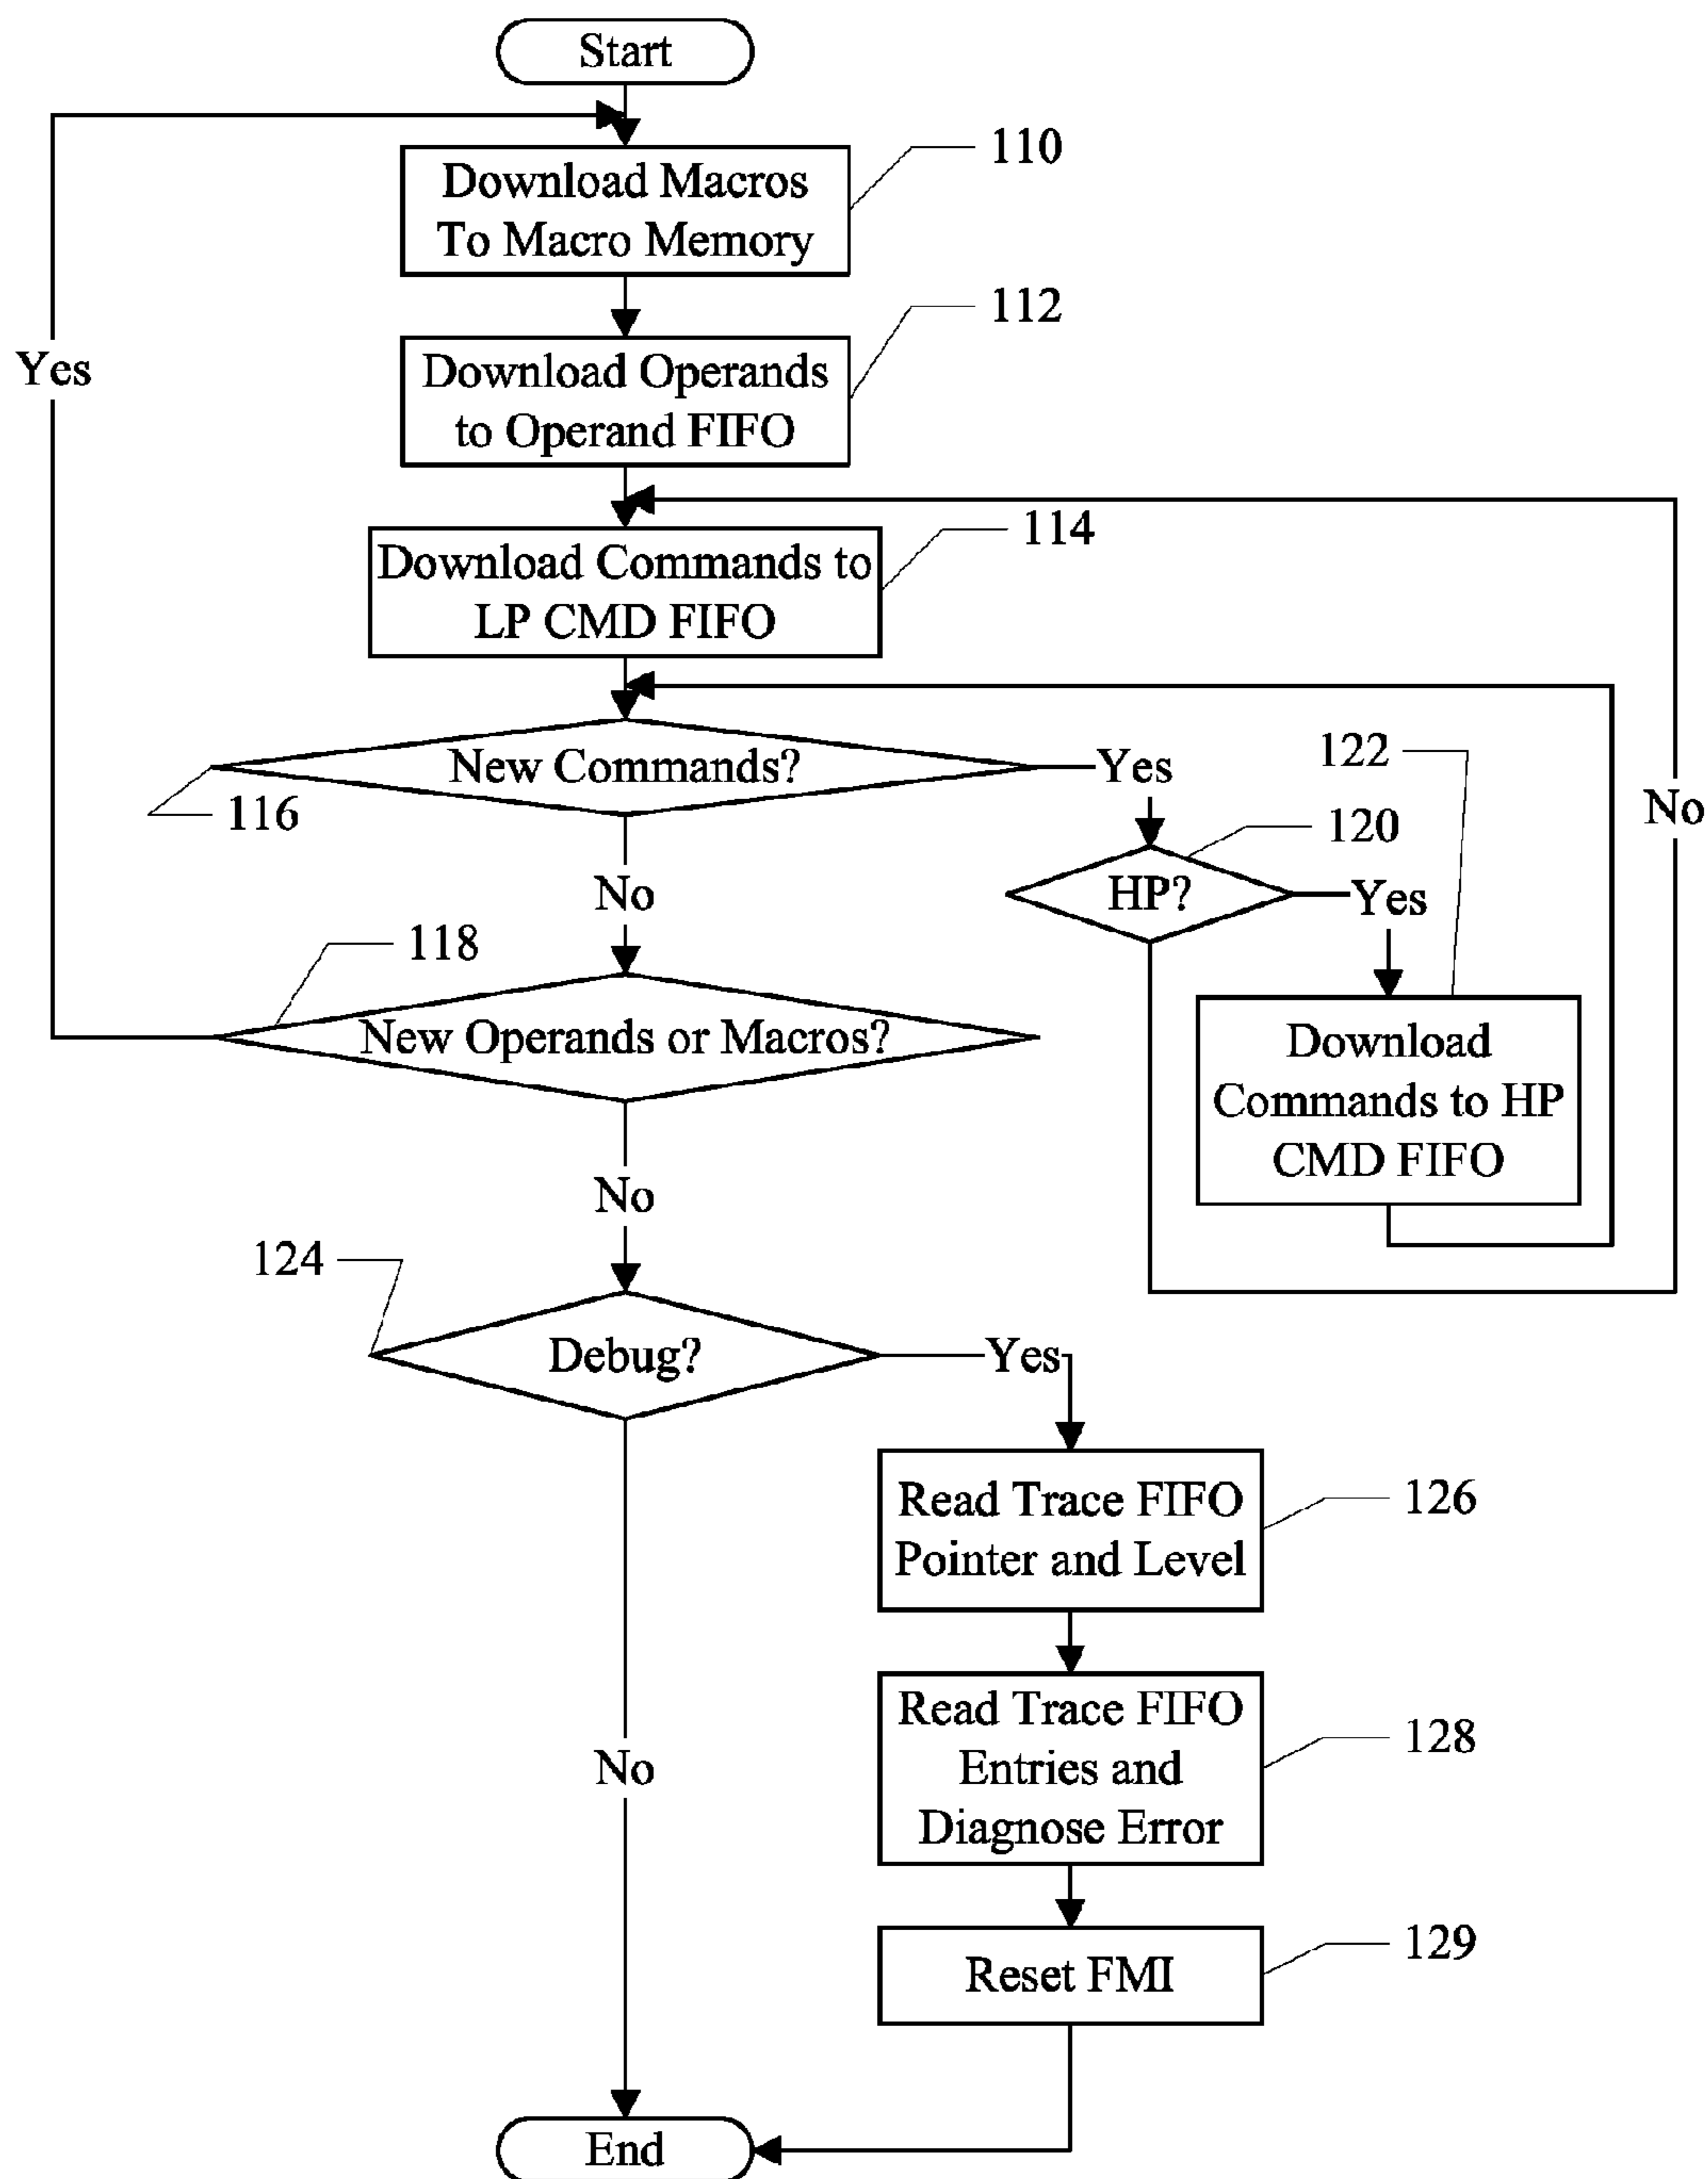 Start
110
Download Macros
To Macro Memory
112
Download Operands
to Operand FIFO
Yes
114
Download Commands to
LP CMD FIFO
New Commands?
Yes
122
116
120
No
HP?
Yes
No
118
New Operands or Macros?
Download
Commands to HP
CMD FIFO
No
124
Debug?
Yes
Read Trace FIFO
Pointer and Level
126
Read Trace FIFO
Entries and
Diagnose Error
128
No
129
Reset FMI
End